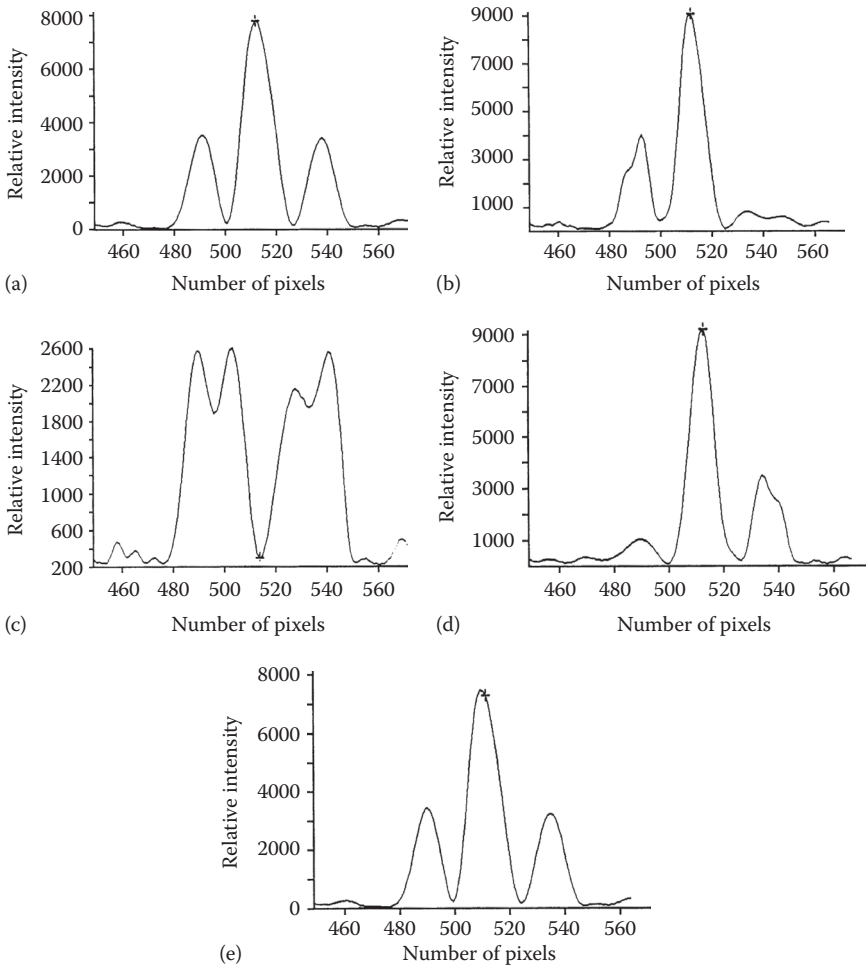 8000
6000
4000
2000
0
Relative intensity
460 480 500 520 540 560
(a)
Number of pixels
9000
7000
5000
3000
1000
Relative intensity
460 480 500 520 540 560
(b)
Number of pixels
2600
2200
1800
1400
1000
600
200
Relative intensity
460 480 500 520 540 560
(c)
Number of pixels
9000
7000
5000
3000
1000
Relative intensity
460 480 500 520 540 560
(d)
Number of pixels
8000
6000
4000
2000
0
Relative intensity
460 480 500 520 540 560
(e)
Number of pixels